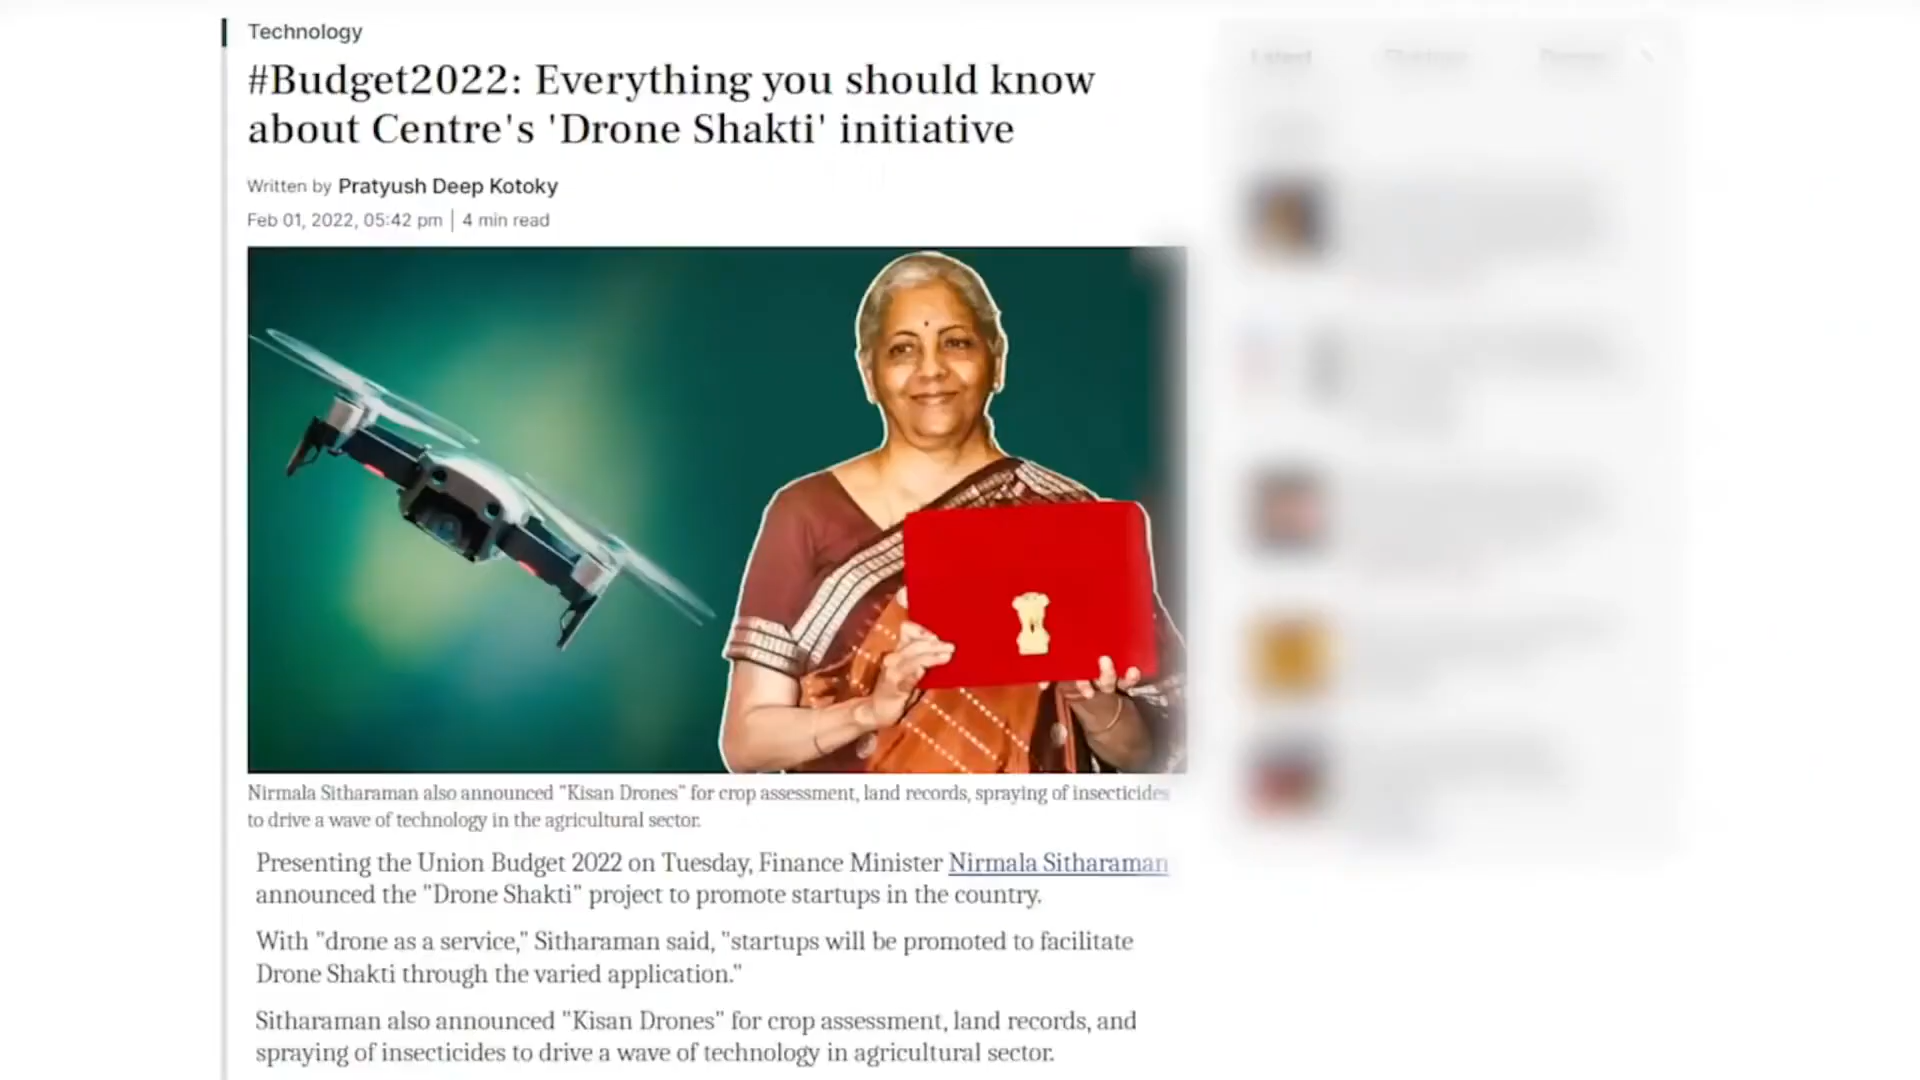 Technology
#Budget2022: Everything you should know
about Centre's 'Drone Shakti' initiative
Written by Pratyush Deep Kotoky
Feb 01, 2022, 05:42 pm | 4 min read
Nirmala Sitharaman also announced "Kisan Drones" for crop assessment, land records, spraying of insecticides
to drive a wave of technology in the agricultural sector.
Presenting the Union Budget 2022 on Tuesday, Finance Minister Nirmala Sitharaman
announced the "Drone Shakti" project to promote startups in the country.
With "drone as a service," Sitharaman said, "startups will be promoted to facilitate
Drone Shakti through the varied application."
Sitharaman also announced "Kisan Drones" for crop assessment, land records, and
spraying of insecticides to drive a wave of technology in agricultural sector.